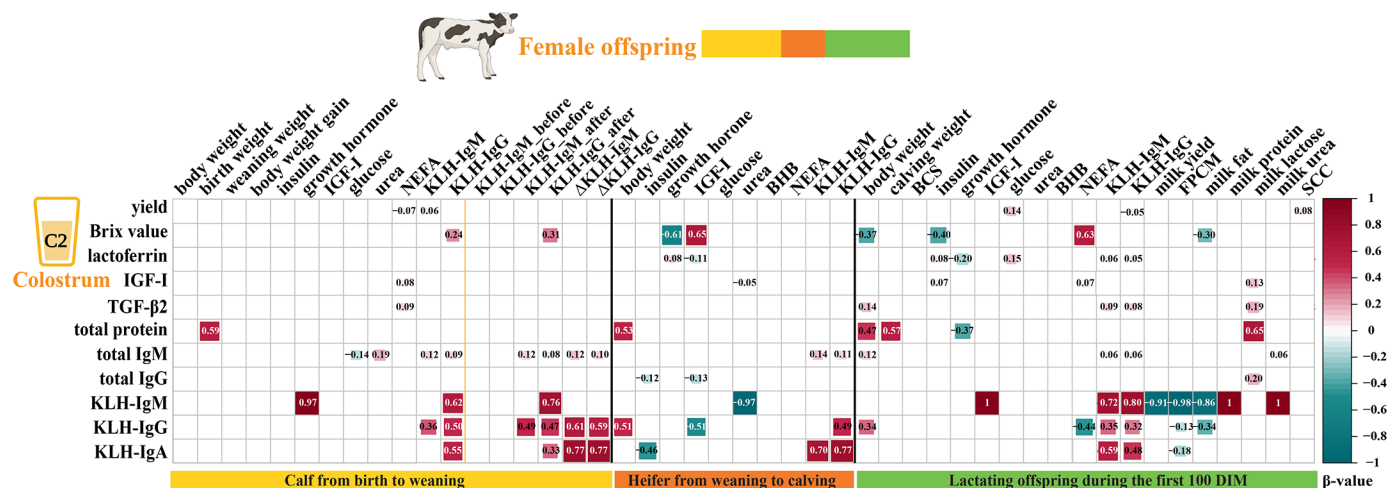 Female offspring
body weight
birth weight
weaning weight
body weight gain
insulin
growth hormone
IGF-I
glucose
urea
NEFA
KLH-IgM
KLH-IgG
KLH-IgM_before
KLH-IgG_before
KLH-IgM_after
KLH-IgG_after
ΔKLH-IgM
ΔKLH-IgG
body weight
insulin
growth horone
IGF-I
glucose
urea
BHB
NEFA
KLH-IgM
KLH-IgG
body weight
calving weight
BCS
insulin
growth hormone
IGF-I
glucose
urea
BHB
NEFA
KLH-IgM
KLH-IgG
milk yield
FPCM
milk fat
milk protein
milk lactose
milk urea
SCC
C2
Colostrum
yield −0.07 0.06 0.14 −0.05 0.08
Brix value 0.24 0.31 −0.61 0.65 −0.37 −0.40 0.63 −0.30
lactoferrin 0.08 −0.11 0.08 −0.20 0.15 0.06 0.05
IGF-I 0.08 −0.05 0.07 0.07 0.13
TGF-β2 0.09 0.14 0.09 0.08 0.19
total protein 0.59 0.53 0.47 0.57 −0.37 0.65
total IgM −0.14 0.19 0.12 0.09 0.12 0.08 0.12 0.10 0.14 0.11 0.12 0.06 0.06 0.06
total IgG −0.12 −0.13 0.20
KLH-IgM 0.97 0.62 0.76 −0.97 1 0.72 0.80 −0.91 −0.98 −0.86 1 1
KLH-IgG 0.36 0.50 0.49 0.47 0.61 0.59 0.51 −0.51 0.49 0.34 −0.44 0.35 0.32 −0.13 −0.34
KLH-IgA 0.55 0.33 0.77 0.77 −0.46 0.70 0.77 0.59 0.48 −0.18
1
0.8
0.6
0.4
0.2
0
−0.2
−0.4
−0.6
−0.8
−1
Calf from birth to weaning
Heifer from weaning to calving
Lactating offspring during the first 100 DIM
β-value